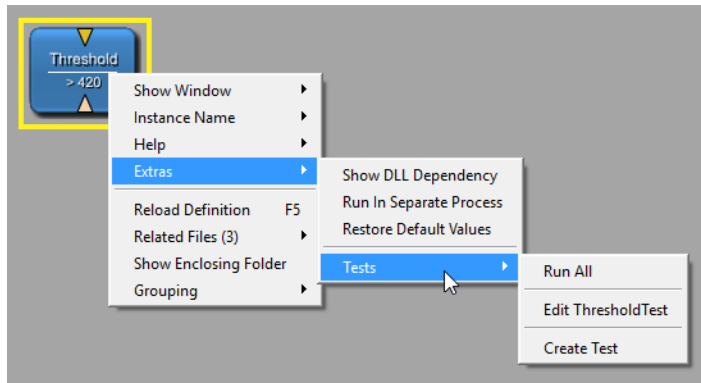 Threshold
> 420
Show Window
Instance Name
Help
Extras
Reload Definition F5
Related Files (3)
Show Enclosing Folder
Grouping
Show DLL Dependency
Run In Separate Process
Restore Default Values
Tests
Run All
Edit ThresholdTest
Create Test